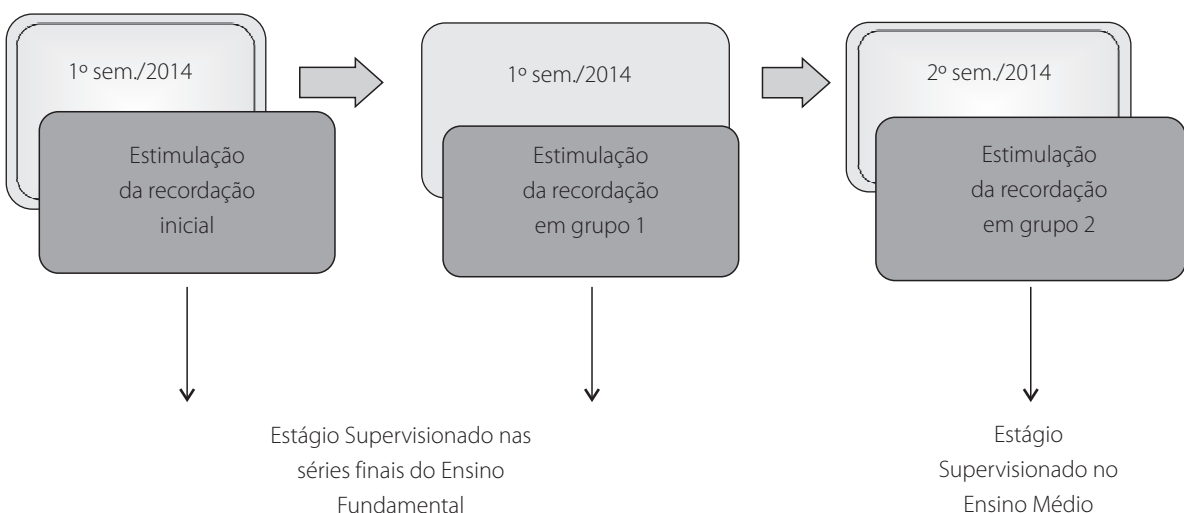 1º sem./2014
Estimulação
da recordação
inicial
1º sem./2014
Estimulação
da recordação
em grupo 1
2º sem./2014
Estimulação
da recordação
em grupo 2
Estágio Supervisionado nas
séries finais do Ensino
Fundamental
Estágio
Supervisionado no
Ensino Médio